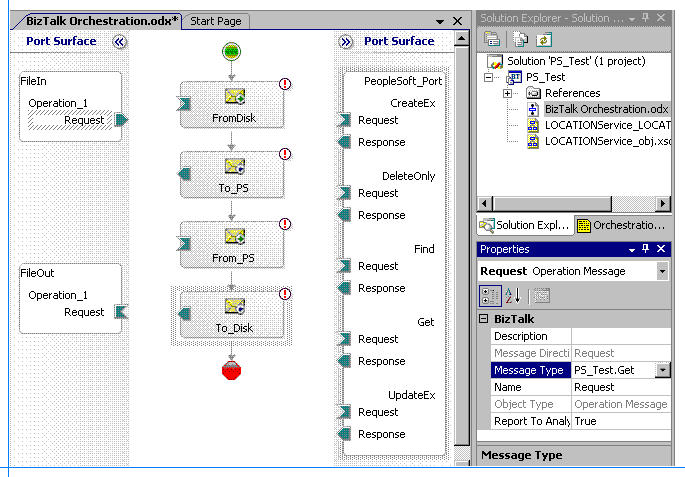 BizTalk Orchestration.odx*
Start Page
Port Surface
Port Surface
FileIn
Operation_1
Request
FileOut
Operation_1
Request
FromDisk
To_PS
From_PS
To_Disk
PeopleSoft_Port
CreateEx
Request
Response
DeleteOnly
Request
Response
Find
Request
Response
Get
Request
Response
UpdateEx
Request
Response
Solution Explorer - Solution ...
Solution 'PS_Test' (1 project)
PS_Test
References
BizTalk Orchestration.odx
LOCATIONService_LOCAT
LOCATIONService_obj.xsd
Solution Expl...
Orchestratio...
Properties
Request Operation Message
BizTalk
Description
Message Directi Request
Message Type PS_Test.Get
Name Request
Object Type Operation Message
Report To Analy True
Message Type